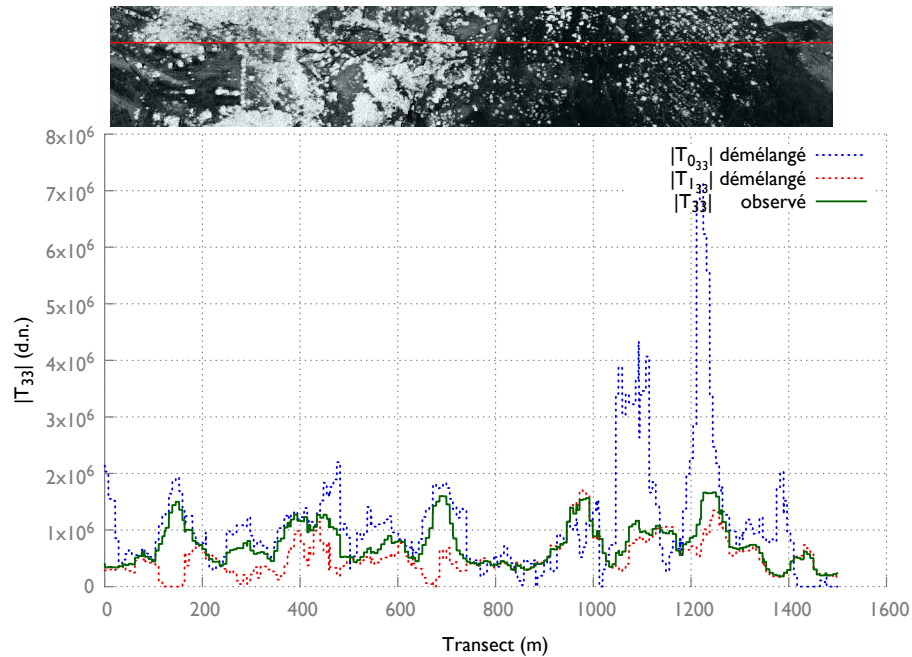 8x10⁶
|T₀₃₃| démélangé
|T₁₃₃| démélangé
|T₃₃| observé
7x10⁶
6x10⁶
5x10⁶
4x10⁶
3x10⁶
2x10⁶
1x10⁶
0
|T₃₃| (d.n.)
0 200 400 600 800 1000 1200 1400 1600
Transect (m)